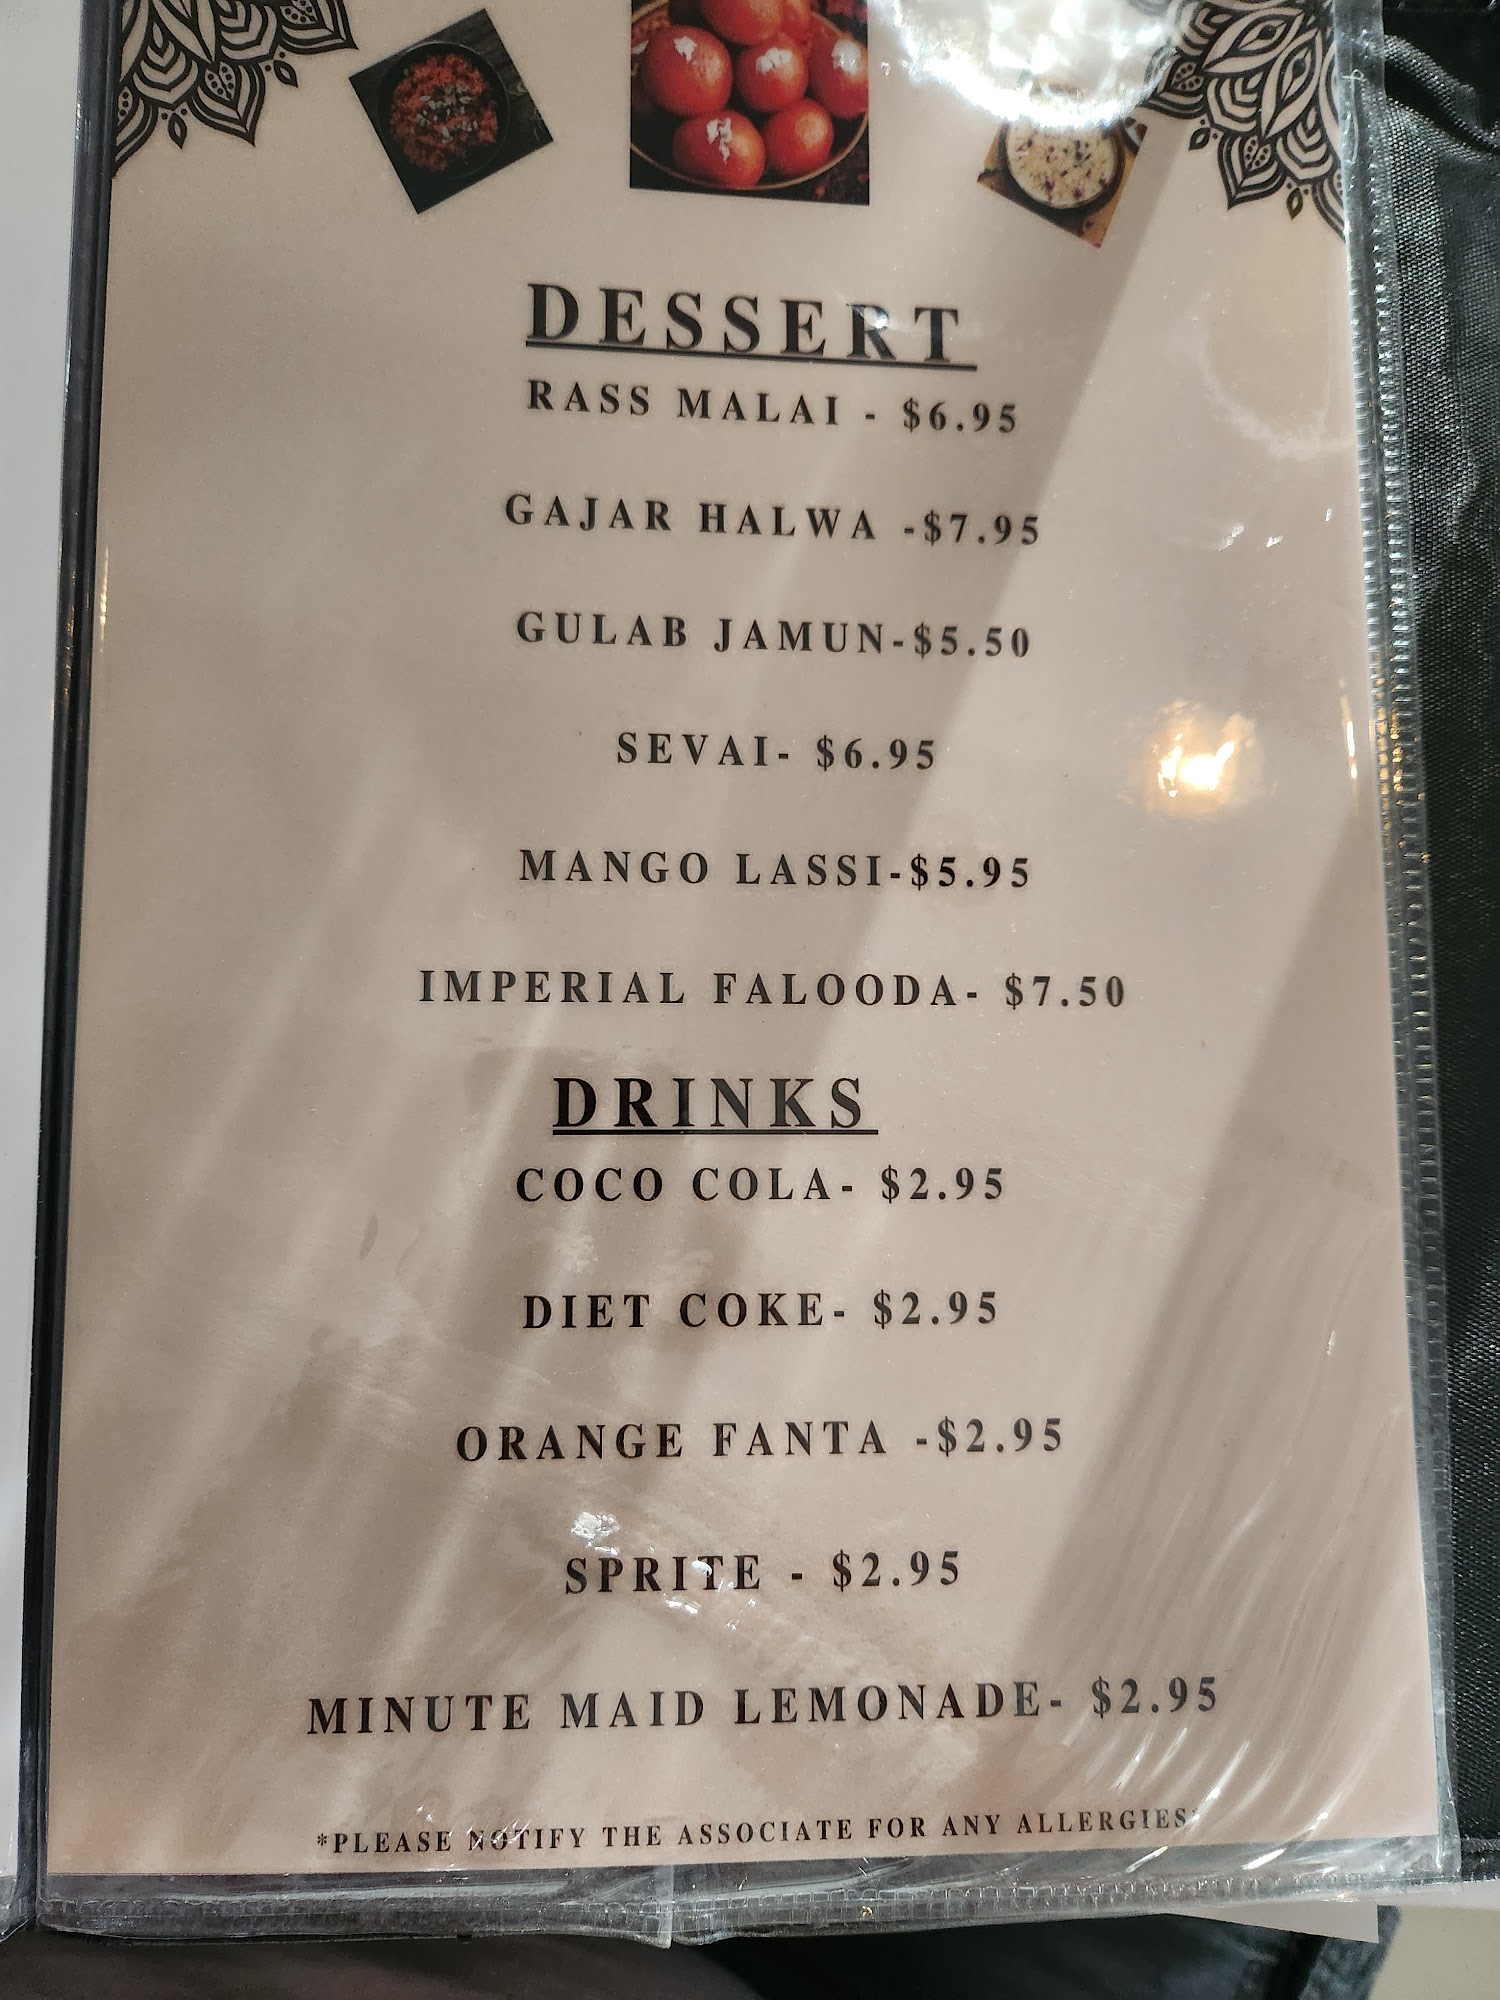 DESSERT
RASS MALAI - $6.95
GAJAR HALWA -$7.95
GULAB JAMUN-$5.50
SEVAI- $6.95
MANGO LASSI-$5.95
IMPERIAL FALOODA- $7.50
DRINKS
COCO COLA- $2.95
DIET COKE- $2.95
ORANGE FANTA -$2.95
SPRITE - $2.95
MINUTE MAID LEMONADE- $2.95
*PLEASE NOTIFY THE ASSOCIATE FOR ANY ALLERGIES*